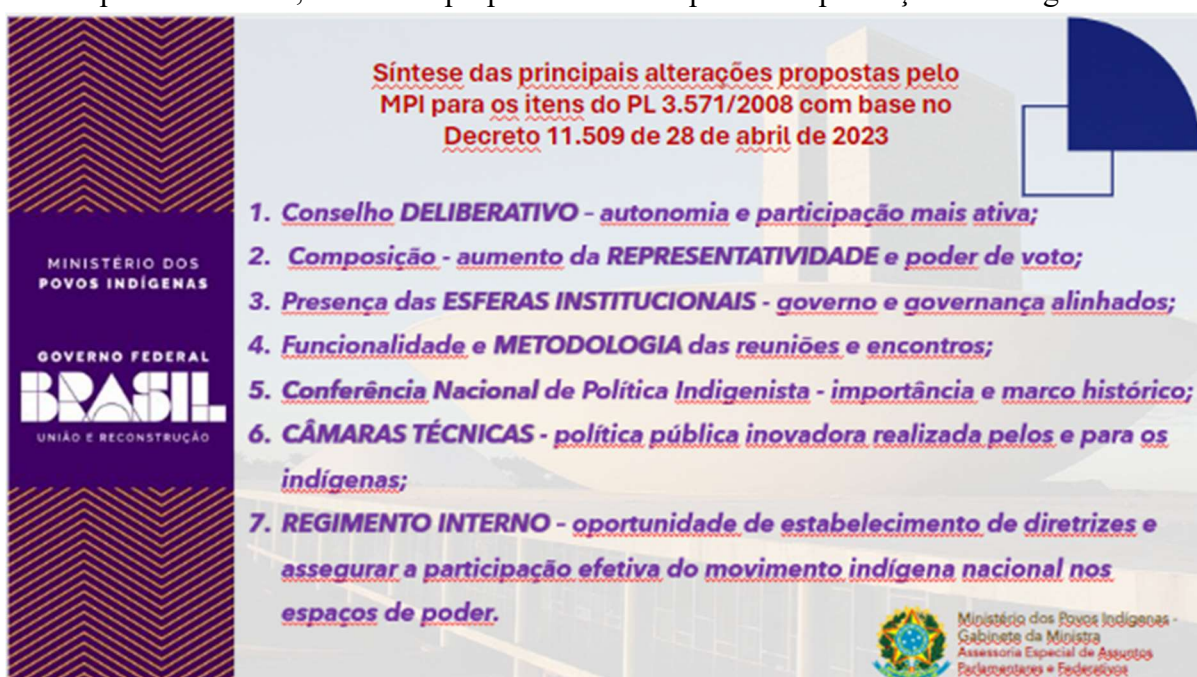 Síntese das principais alterações propostas pelo
MPI para os itens do PL 3.571/2008 com base no
Decreto 11.509 de 28 de abril de 2023
MINISTÉRIO DOS
POVOS INDÍGENAS
GOVERNO FEDERAL
BRASIL
UNIÃO E RECONSTRUÇÃO
1. Conselho DELIBERATIVO – autonomia e participação mais ativa;
2. Composição - aumento da REPRESENTATIVIDADE e poder de voto;
3. Presença das ESFERAS INSTITUCIONAIS - governo e governança alinhados;
4. Funcionalidade e METODOLOGIA das reuniões e encontros;
5. Conferência Nacional de Política Indigenista - importância e marco histórico;
6. CÂMARAS TÉCNICAS - política pública inovadora realizada pelos e para os
indígenas;
7. REGIMENTO INTERNO – oportunidade de estabelecimento de diretrizes e
assegurar a participação efetiva do movimento indígena nacional nos
espaços de poder.
Ministério dos Povos Indígenas -
Gabinete da Ministra
Assessoria Especial de Assuntos
Parlamentares e Federativos